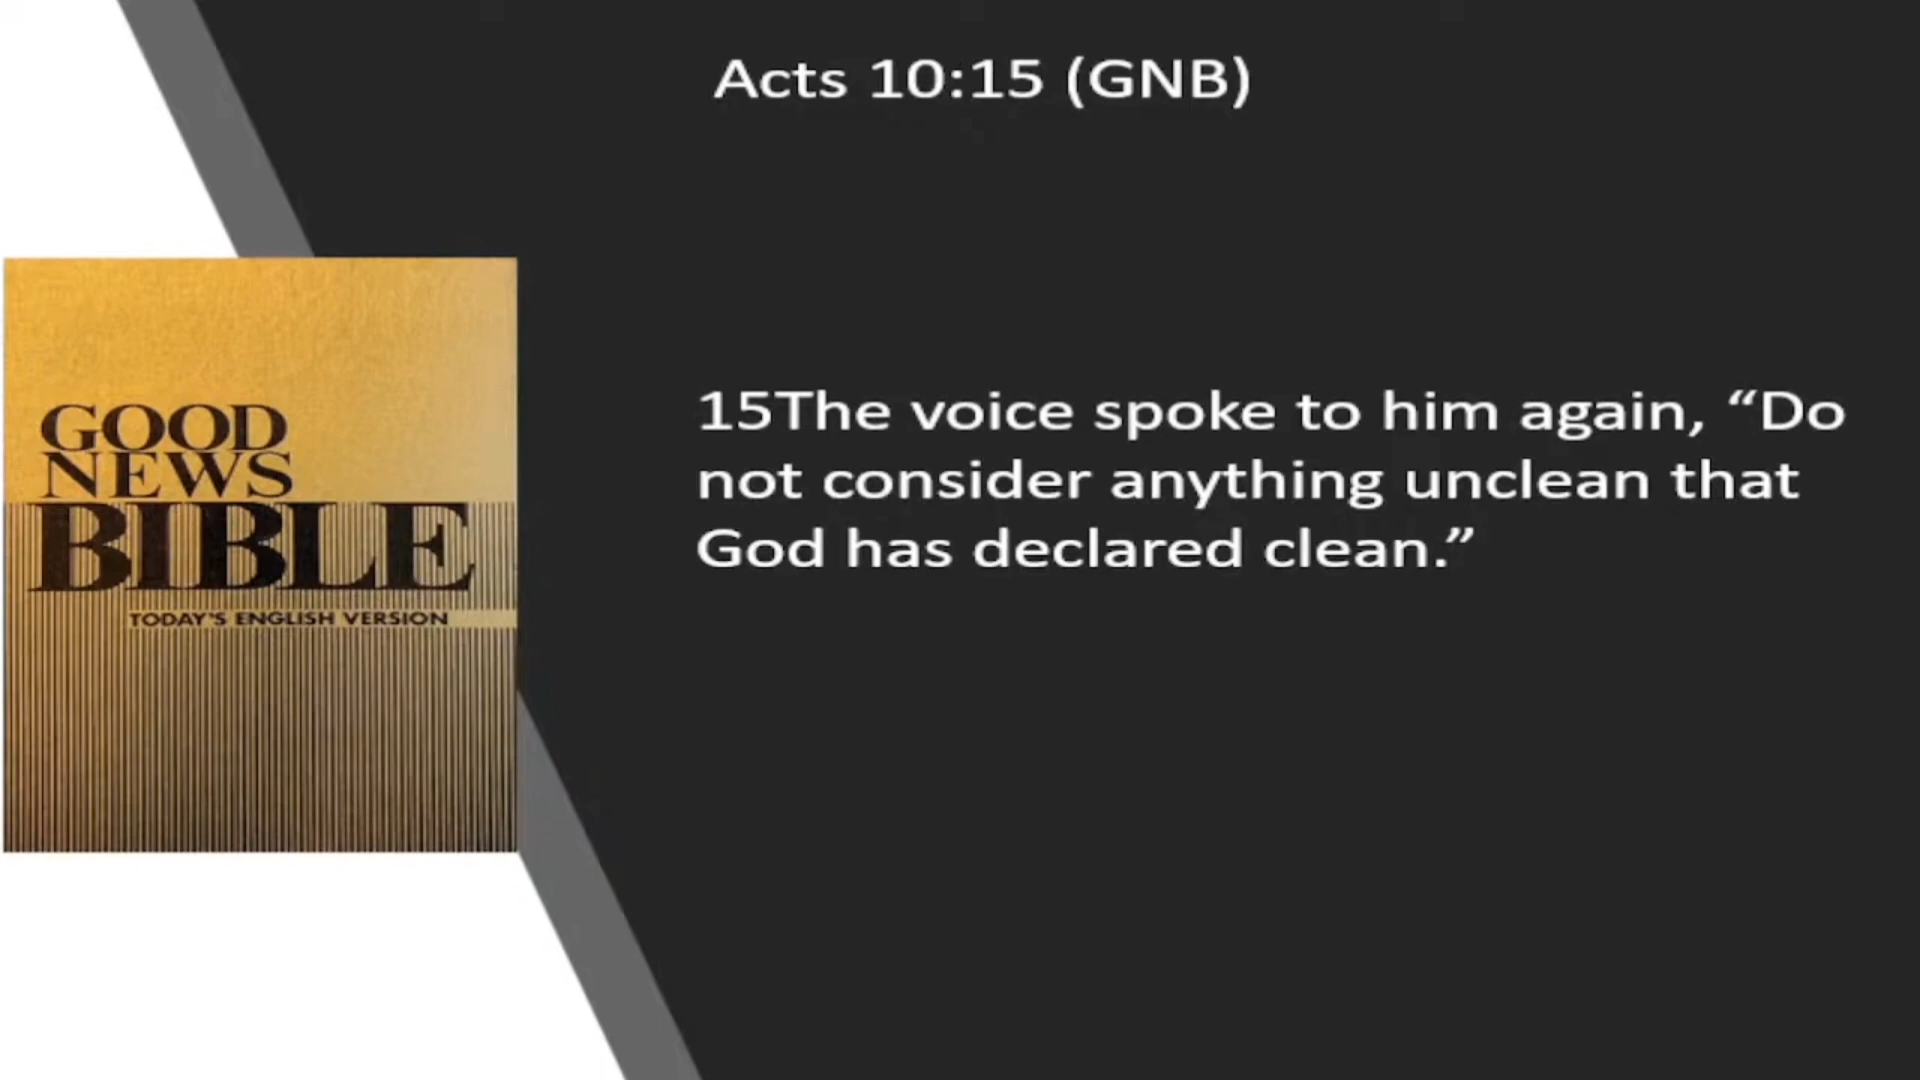 Acts 10:15 (GNB)
GOOD
NEWS
BIBLE
TODAY'S ENGLISH VERSION
15The voice spoke to him again, “Do
not consider anything unclean that
God has declared clean.”